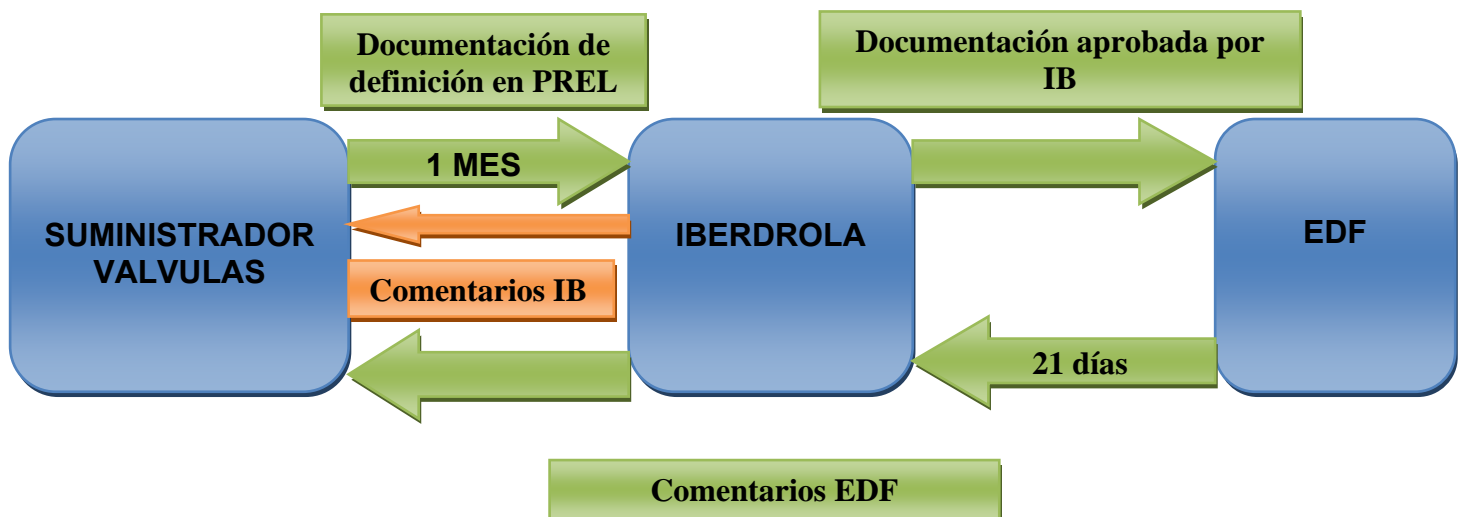 Documentación de
definición en PREL
Documentación aprobada por
IB
1 MES
SUMINISTRADOR
VALVULAS
IBERDROLA
EDF
Comentarios IB
21 días
Comentarios EDF